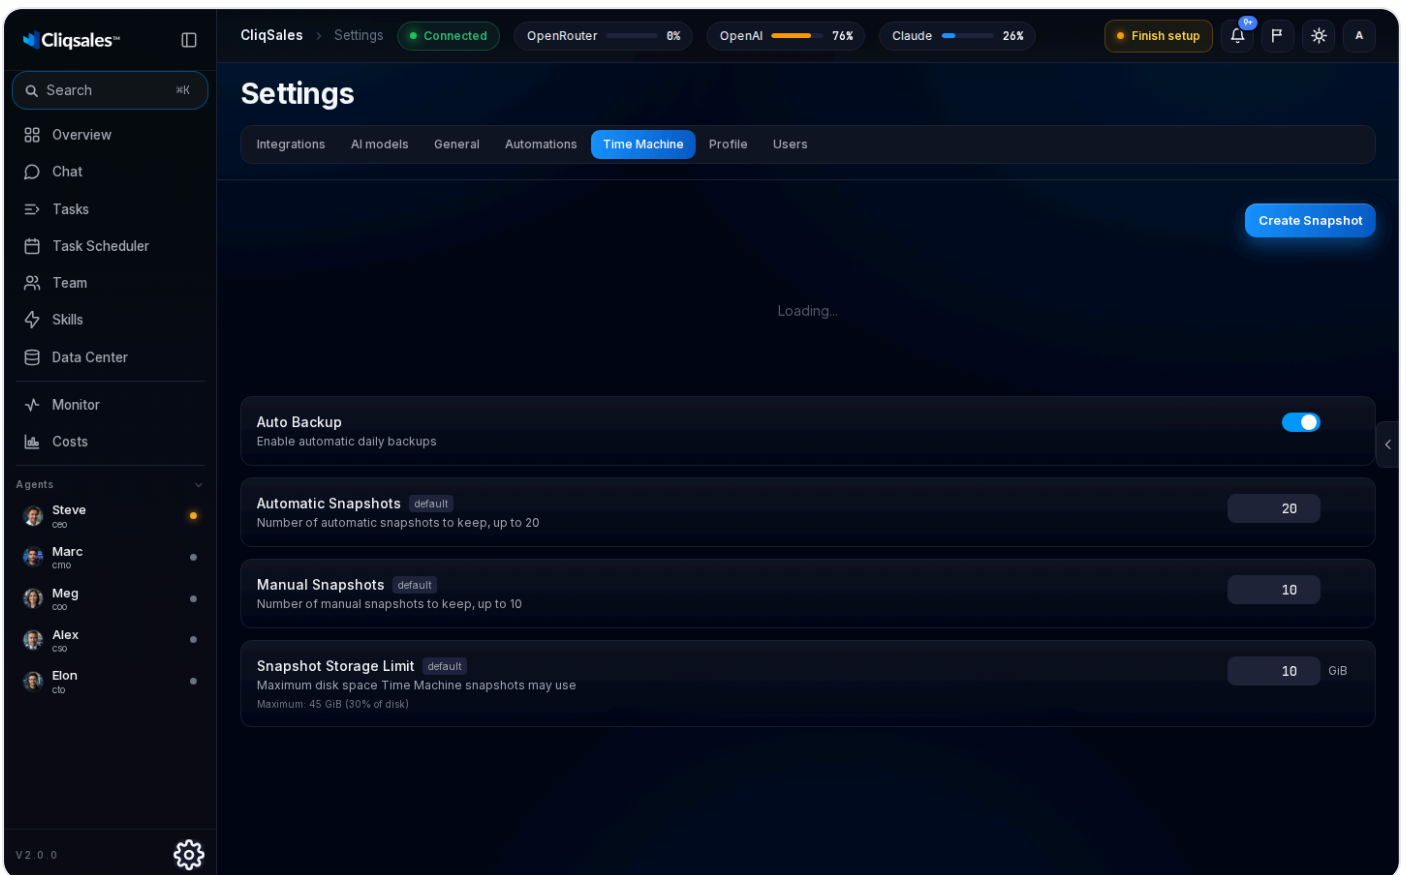 Cliqsales™
CliqSales > Settings
Connected
OpenRouter 0%
OpenAI 76%
Claude 26%
Finish setup
9+
A
Search ⌘K
Overview
Chat
Tasks
Task Scheduler
Team
Skills
Data Center
Monitor
Costs
Agents
Steve
ceo
Marc
cmo
Meg
coo
Alex
cso
Elon
cto
V2.0.0
Settings
Integrations AI models General Automations Time Machine Profile Users
Create Snapshot
Loading...
Auto Backup
Enable automatic daily backups
Automatic Snapshots default
Number of automatic snapshots to keep, up to 20
20
Manual Snapshots default
Number of manual snapshots to keep, up to 10
10
Snapshot Storage Limit default
Maximum disk space Time Machine snapshots may use
Maximum: 45 GiB (30% of disk)
10 GiB